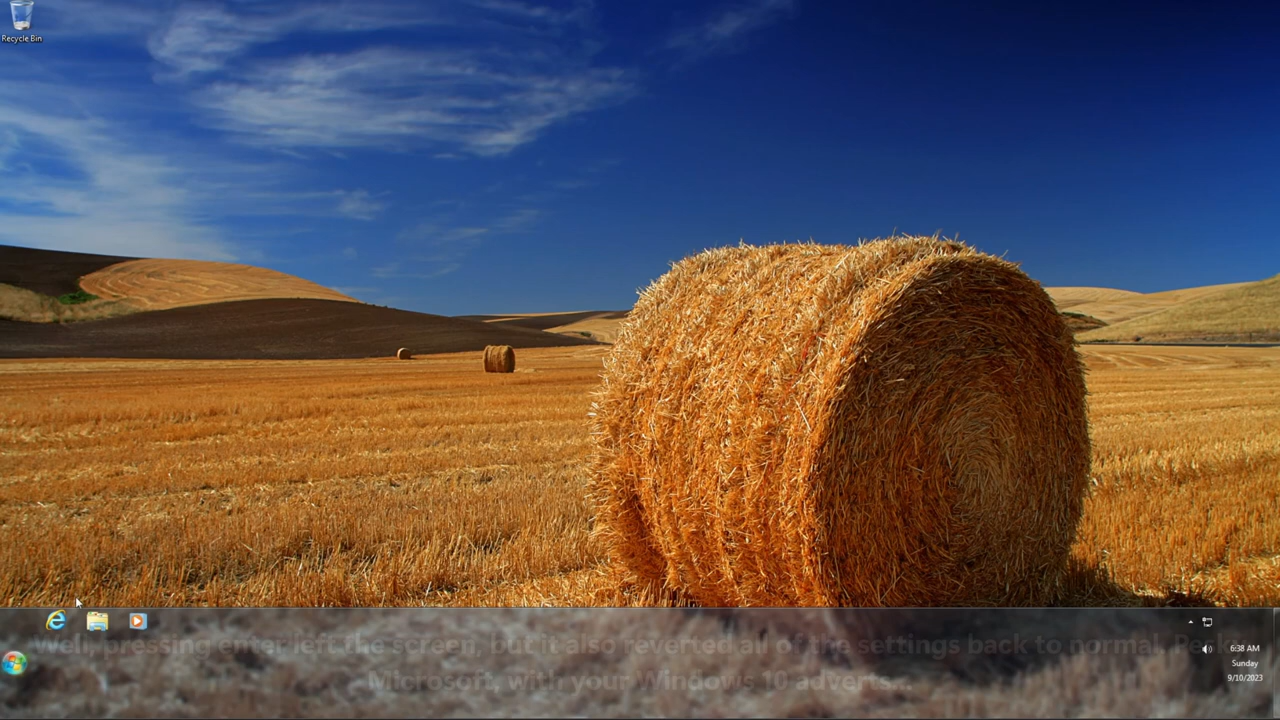 Recycle Bin
Well, pressing enter left the screen, but it also reverted all of the settings back to normal.
Microsoft, with your Windows 10 adverts...
6:38 AM
Sunday
9/10/2023